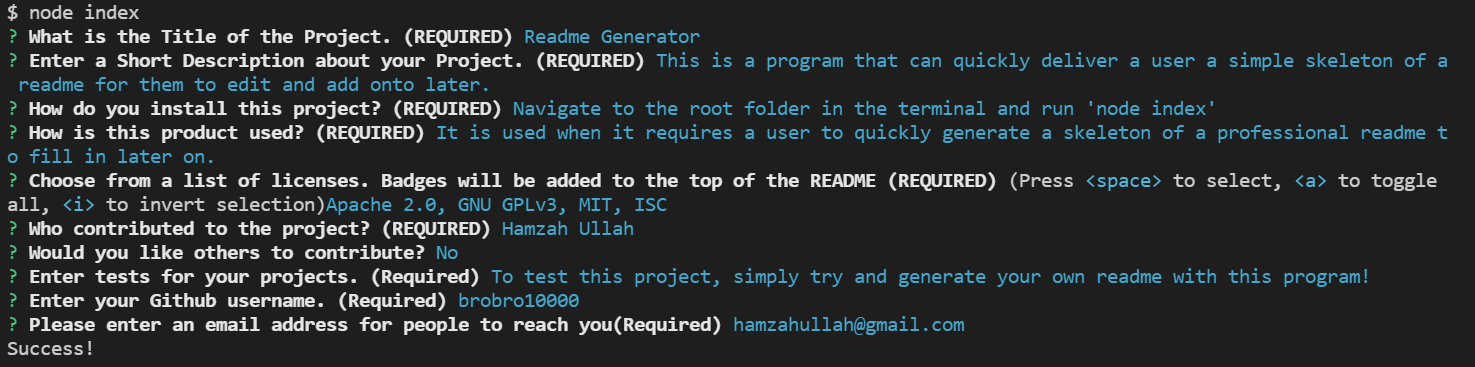 $ node index
? What is the Title of the Project. (REQUIRED) Readme Generator
? Enter a Short Description about your Project. (REQUIRED) This is a program that can quickly deliver a user a simple skeleton of a
readme for them to edit and add onto later.
? How do you install this project? (REQUIRED) Navigate to the root folder in the terminal and run 'node index'
? How is this product used? (REQUIRED) It is used when it requires a user to quickly generate a skeleton of a professional readme t
o fill in later on.
? Choose from a list of licenses. Badges will be added to the top of the README (REQUIRED) (Press <space> to select, <a> to toggle
all, <i> to invert selection)Apache 2.0, GNU GPLv3, MIT, ISC
? Who contributed to the project? (REQUIRED) Hamzah Ullah
? Would you like others to contribute? No
? Enter tests for your projects. (Required) To test this project, simply try and generate your own readme with this program!
? Enter your Github username. (Required) brobro10000
? Please enter an email address for people to reach you(Required) hamzahullah@gmail.com
Success!